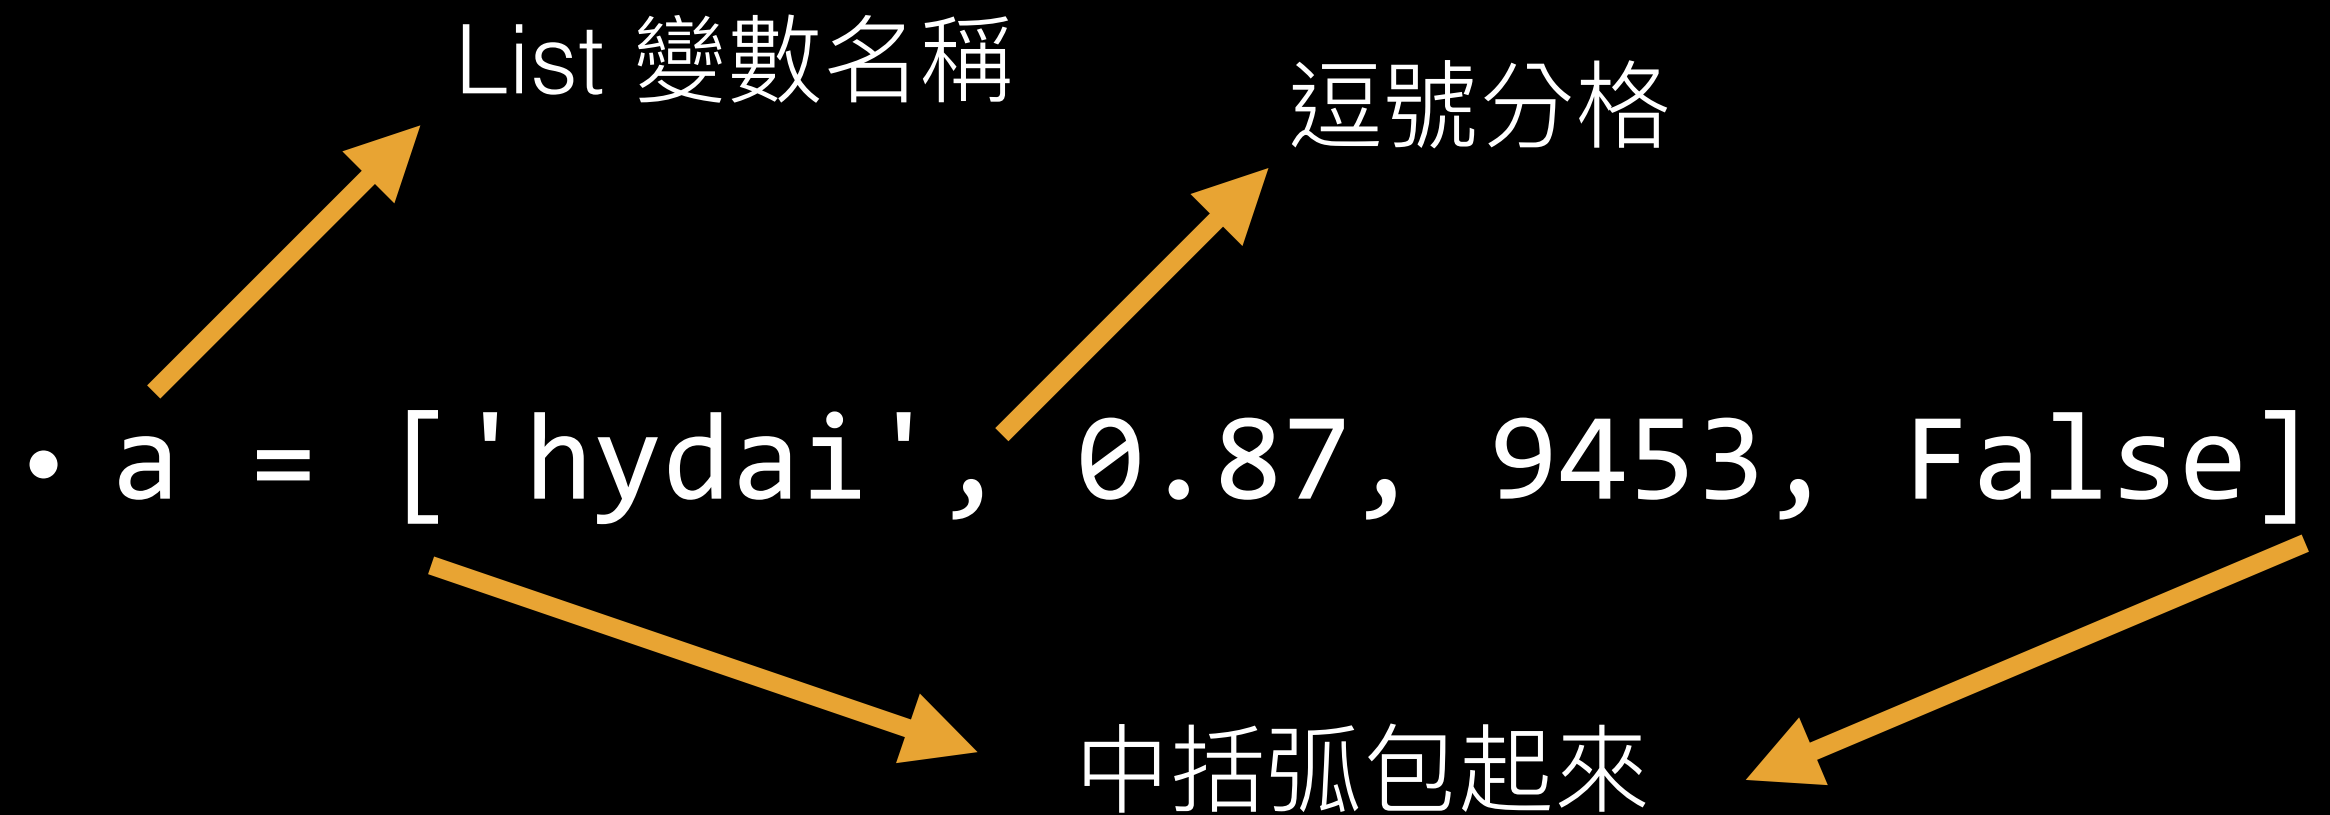 List 變數名稱
逗號分格
• a = ['hydai', 0.87, 9453, False]
中括弧包起來